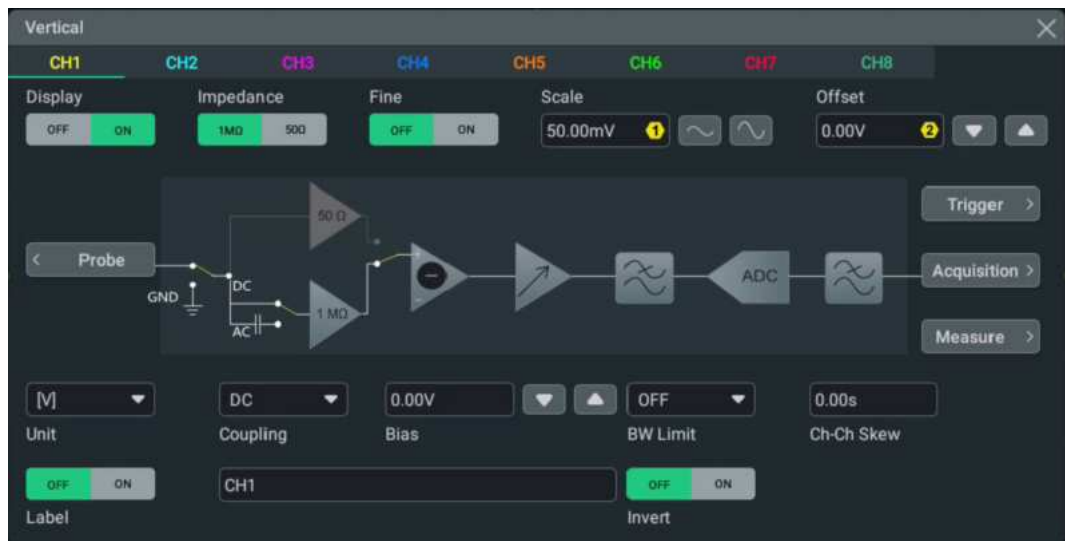 Vertical
CH1 CH2 CH3 CH4 CH5 CH6 CH7 CH8
Display Impedance Fine Scale Offset
OFF ON 1MΩ 50Ω OFF ON 50.00mV 1 0.00V 2
50 Ω
Trigger >
< Probe
DC
GND
ADC
Acquisition >
1 MΩ
AC
Measure >
[V] DC 0.00V OFF 0.00s
Unit Coupling Bias BW Limit Ch-Ch Skew
OFF ON CH1 OFF ON
Label Invert